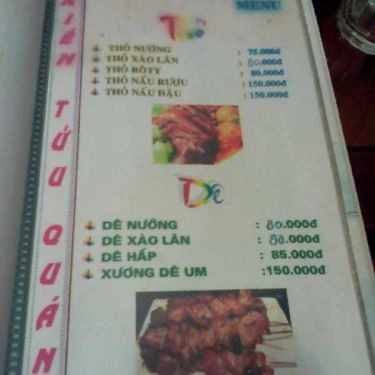 MENU
Thỏ
THỎ NƯỚNG : 75.000đ
THỎ XÀO LĂN : 80.000đ
THỎ RÔTY : 80.000đ
THỎ NẤU RƯỢU : 150.000đ
THỎ NẤU ĐẬU : 150.000đ
Dê
DÊ NƯỚNG : 80.000đ
DÊ XÀO LĂN : 80.000đ
DÊ HẤP : 85.000đ
XƯƠNG DÊ UM : 150.000đ
TỬU QUÁN